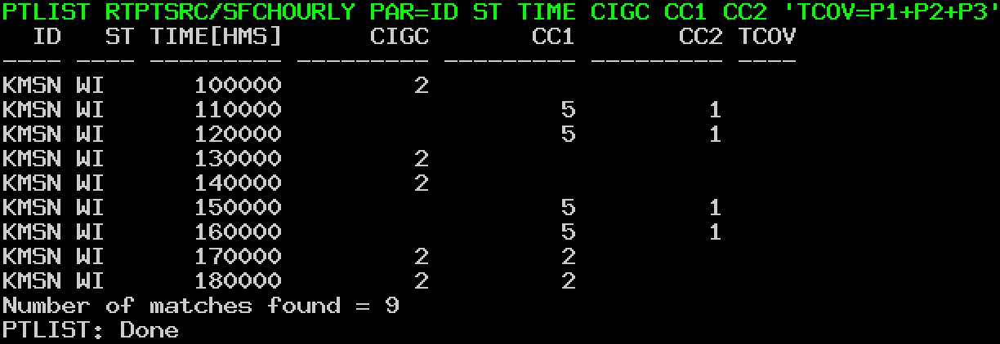 PTLIST RTPTSRC/SFCHOURLY PAR=ID ST TIME CIGC CC1 CC2 'TCOV=P1+P2+P3'
ID ST TIME[HMS] CIGC CC1 CC2 TCOV
---- ---- --------- --------- --------- --------- ----
KMSN WI 100000 2
KMSN WI 110000 5 1
KMSN WI 120000 5 1
KMSN WI 130000 2
KMSN WI 140000 2
KMSN WI 150000 5 1
KMSN WI 160000 5 1
KMSN WI 170000 2 2
KMSN WI 180000 2 2
Number of matches found = 9
PTLIST: Done